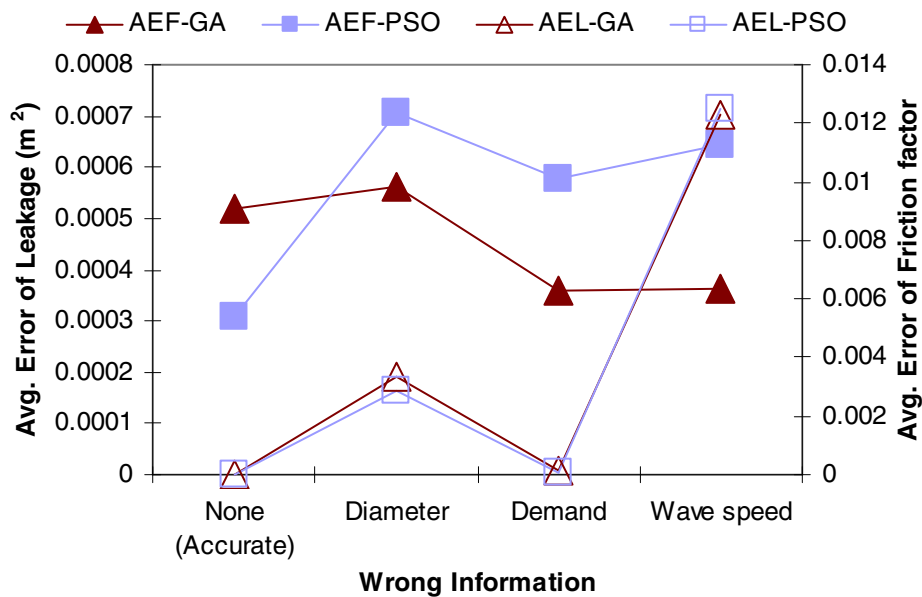 AEF-GA AEF-PSO AEL-GA AEL-PSO
0.0008
0.0007
0.0006
0.0005
0.0004
0.0003
0.0002
0.0001
0
Avg. Error of Leakage (m ²)
0.014
0.012
0.01
0.008
0.006
0.004
0.002
0
Avg. Error of Friction factor
None
(Accurate)
Diameter
Demand
Wave speed
Wrong Information